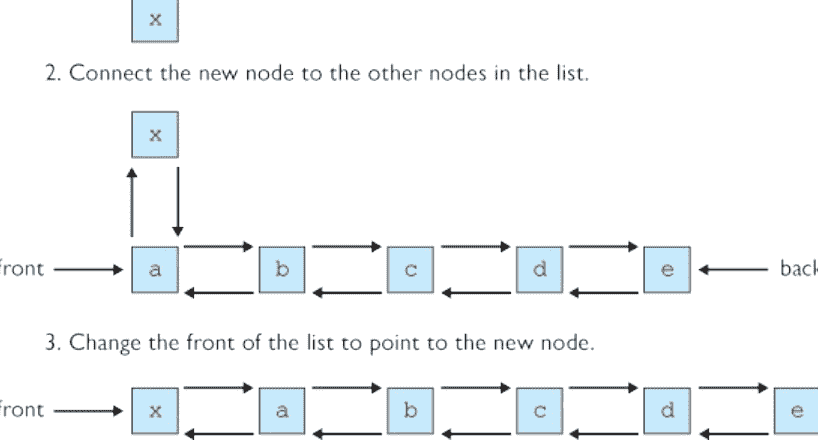 x
2. Connect the new node to the other nodes in the list.
x
front a b c d e back
3. Change the front of the list to point to the new node.
front x a b c d e